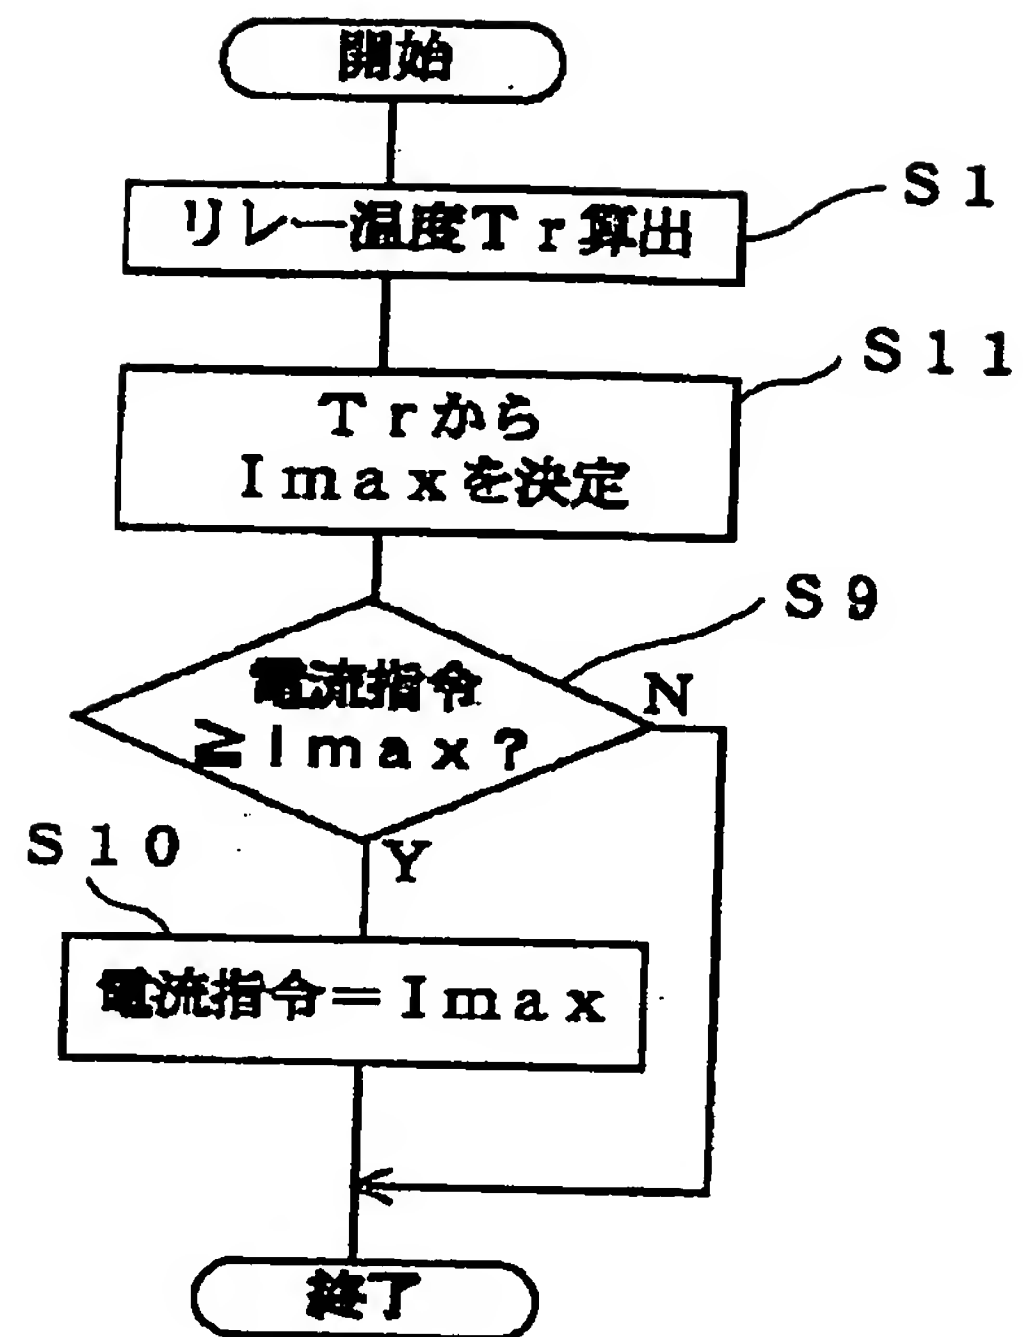 開始
リレー温度Tr算出
S1
Trから
Imaxを決定
S11
電流指令
≧Imax?
S9
N
Y
S10
電流指令=Imax
終了